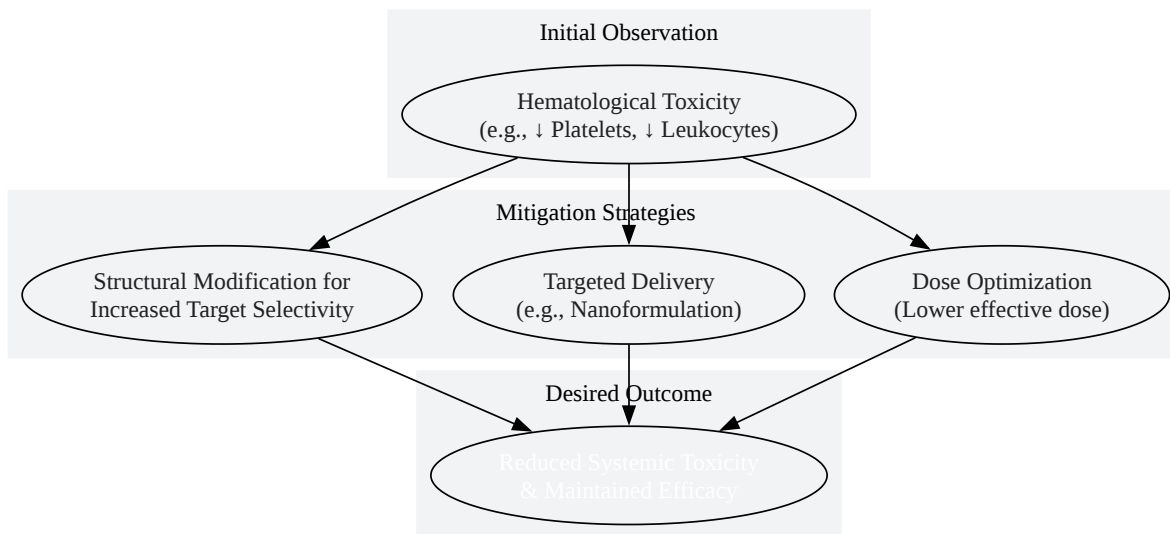 Initial Observation
Hematological Toxicity
(e.g., ↓ Platelets, ↓ Leukocytes)
Mitigation Strategies
Structural Modification for
Increased Target Selectivity
Targeted Delivery
(e.g., Nanoformulation)
Dose Optimization
(Lower effective dose)
Desired Outcome
Reduced Systemic Toxicity
& Maintained Efficacy